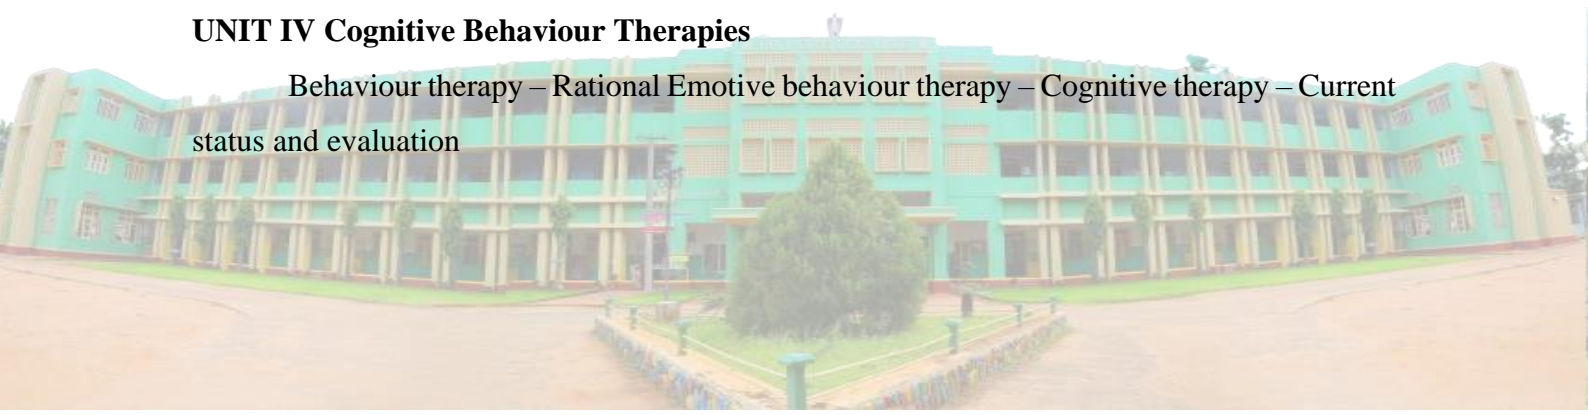 UNIT IV Cognitive Behaviour Therapies
Behaviour therapy – Rational Emotive behaviour therapy – Cognitive therapy – Current
status and evaluation